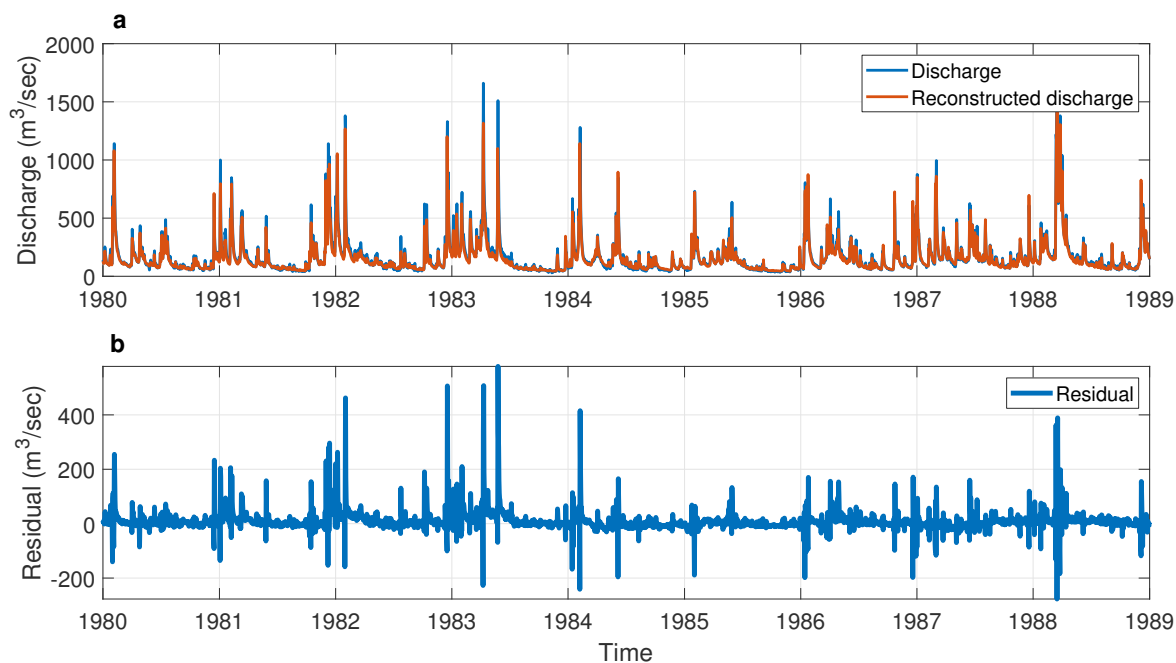 a
2000
1500
1000
500
0
Discharge (m³/sec)
Discharge
Reconstructed discharge
1980 1981 1982 1983 1984 1985 1986 1987 1988 1989
b
400
200
0
-200
Residual (m³/sec)
Residual
1980 1981 1982 1983 1984 1985 1986 1987 1988 1989
Time